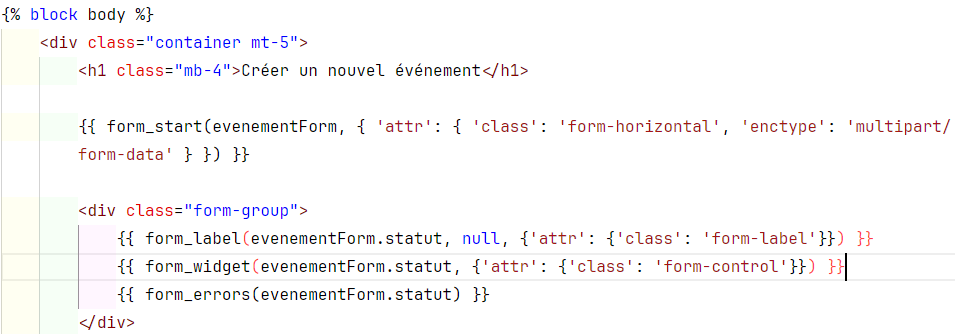 {% block body %}
<div class="container mt-5">
<h1 class="mb-4">Créer un nouvel événement</h1>
{{ form_start(evenementForm, { 'attr': { 'class': 'form-horizontal', 'enctype': 'multipart/
form-data' } }) }}
<div class="form-group">
{{ form_label(evenementForm.statut, null, {'attr': {'class': 'form-label'}}) }}
{{ form_widget(evenementForm.statut, {'attr': {'class': 'form-control'}}) }}
{{ form_errors(evenementForm.statut) }}
</div>